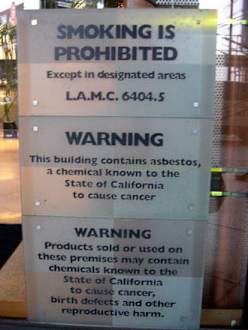 SMOKING IS
PROHIBITED
Except in designated areas
L.A.M.C. 6404.5
WARNING
This building contains asbestos,
a chemical known to the
State of California
to cause cancer
WARNING
Products sold or used on
these premises may contain
chemicals known to the
State of California
to cause cancer,
birth defects and other
reproductive harm.